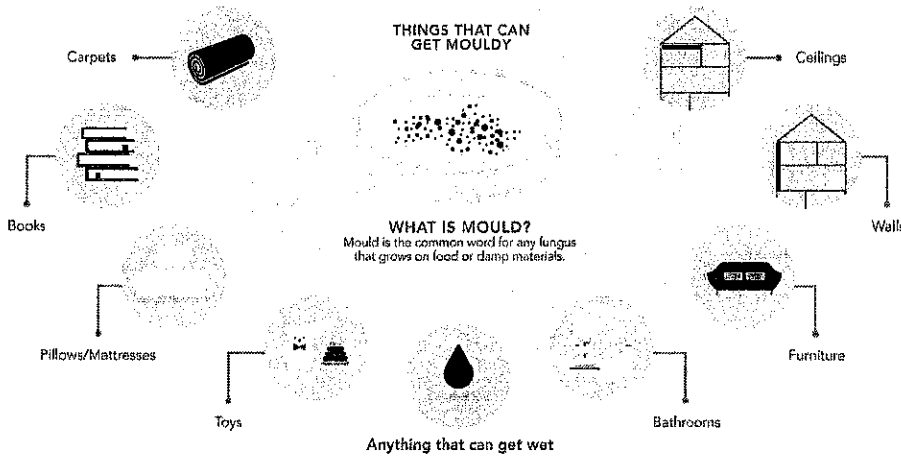 THINGS THAT CAN
GET MOULDY
Carpets
Ceilings
Books
Walls
WHAT IS MOULD?
Mould is the common word for any fungus
that grows on food or damp materials.
Pillows/Mattresses
Furniture
Toys
Bathrooms
Anything that can get wet